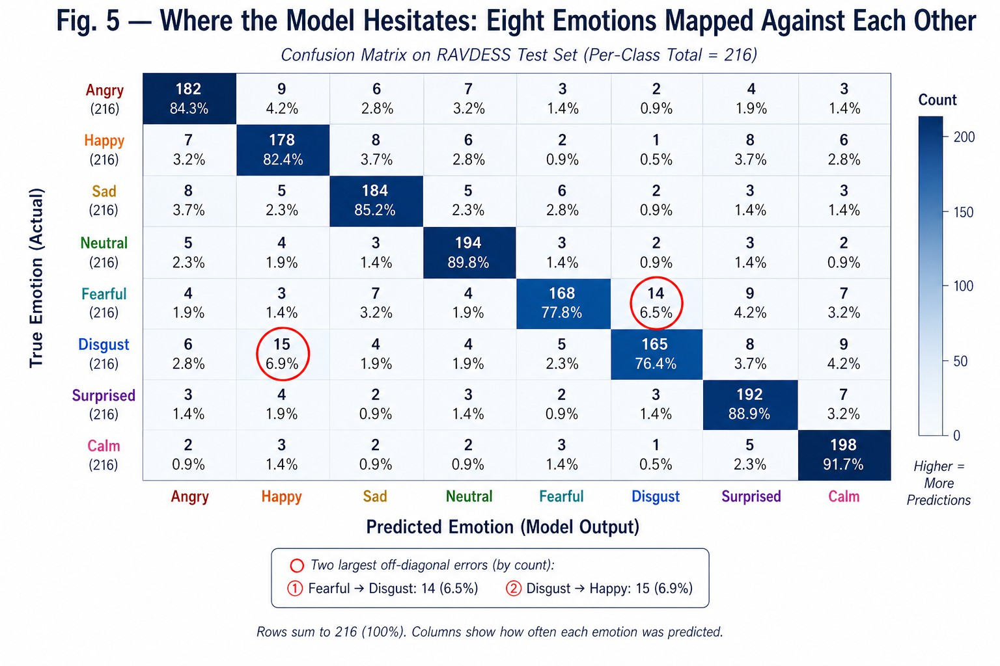 Fig. 5 — Where the Model Hesitates: Eight Emotions Mapped Against Each Other
Confusion Matrix on RAVDESS Test Set (Per-Class Total = 216)
True Emotion (Actual)
Angry 182 9 6 7 3 2 4 3
(216) 84.3% 4.2% 2.8% 3.2% 1.4% 0.9% 1.9% 1.4%
Happy 7 178 8 6 2 1 8 6
(216) 3.2% 82.4% 3.7% 2.8% 0.9% 0.5% 3.7% 2.8%
Sad 8 5 184 5 6 2 3 3
(216) 3.7% 2.3% 85.2% 2.3% 2.8% 0.9% 1.4% 1.4%
Neutral 5 4 3 194 3 2 3 2
(216) 2.3% 1.9% 1.4% 89.8% 1.4% 0.9% 1.4% 0.9%
Fearful 4 3 7 4 168 14 9 7
(216) 1.9% 1.4% 3.2% 1.9% 77.8% 6.5% 4.2% 3.2%
Disgust 6 15 4 4 5 165 8 9
(216) 2.8% 6.9% 1.9% 1.9% 2.3% 76.4% 3.7% 4.2%
Surprised 3 4 2 3 2 3 192 7
(216) 1.4% 1.9% 0.9% 1.4% 0.9% 1.4% 88.9% 3.2%
Calm 2 3 2 2 3 1 5 198
(216) 0.9% 1.4% 0.9% 0.9% 1.4% 0.5% 2.3% 91.7%
Angry Happy Sad Neutral Fearful Disgust Surprised Calm
Predicted Emotion (Model Output)
Count
200
150
100
50
0
Higher =
More
Predictions
Two largest off-diagonal errors (by count):
① Fearful → Disgust: 14 (6.5%) ② Disgust → Happy: 15 (6.9%)
Rows sum to 216 (100%). Columns show how often each emotion was predicted.